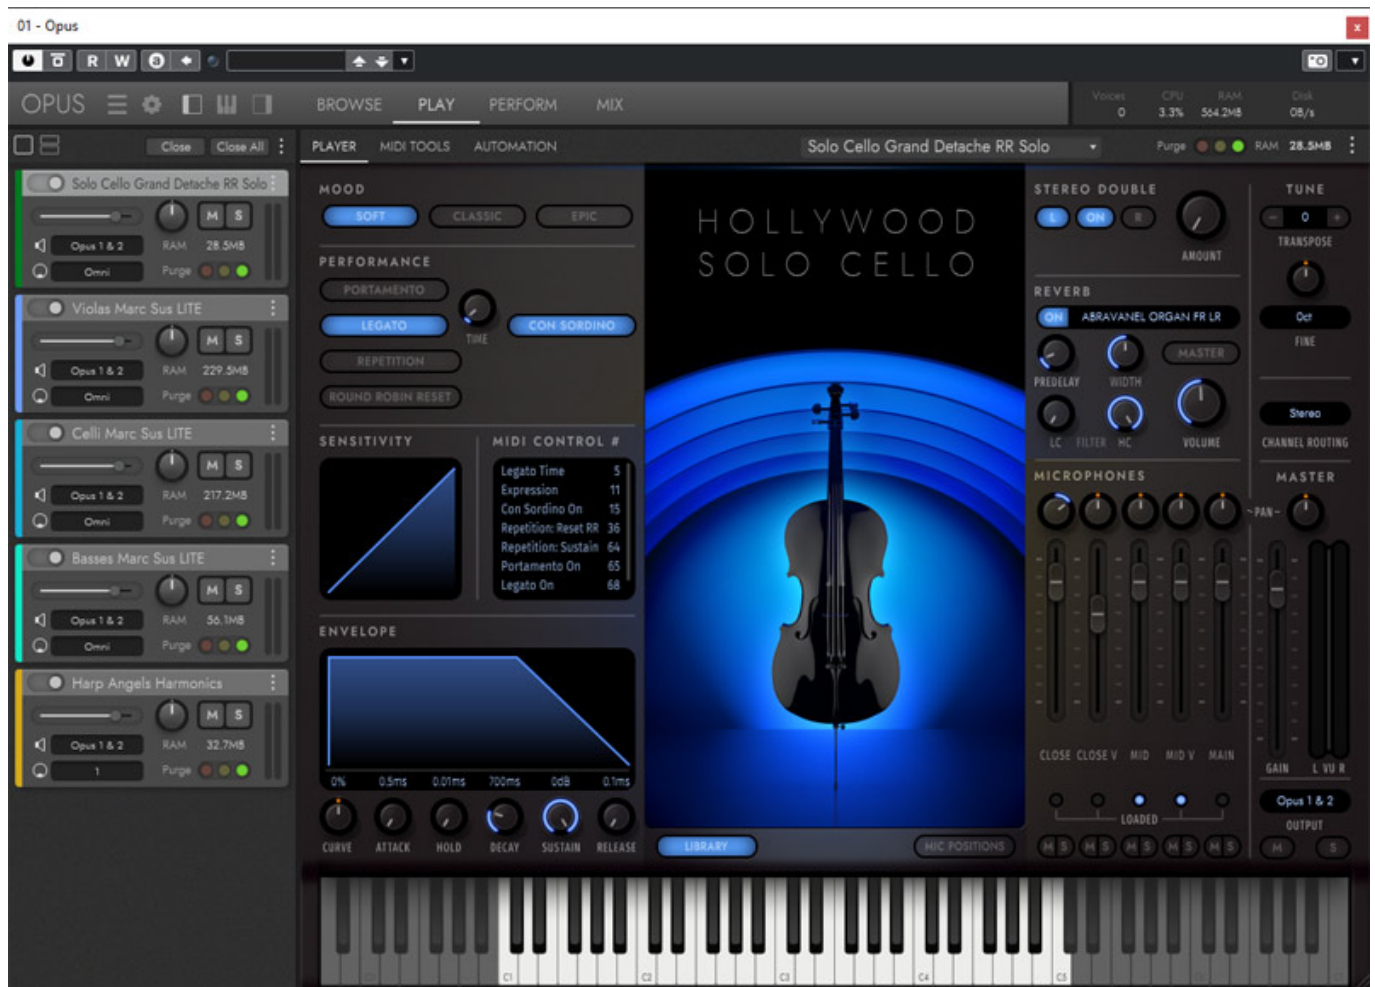 01 - Opus
x
R W a
OPUS BROWSE PLAY PERFORM MIX
Voices CPU RAM Disk
0 3.3% 564.2MB 0B/s
Close Close All
PLAYER MIDI TOOLS AUTOMATION
Solo Cello Grand Detache RR Solo
Purge RAM 28.5MB
Solo Cello Grand Detache RR Solo
M S
Opus 1 & 2 RAM 28.5MB
Omni Purge
Violas Marc Sus LITE
M S
Opus 1 & 2 RAM 229.5MB
Omni Purge
Celli Marc Sus LITE
M S
Opus 1 & 2 RAM 217.2MB
Omni Purge
Basses Marc Sus LITE
M S
Opus 1 & 2 RAM 56.1MB
Omni Purge
Harp Angels Harmonics
M S
Opus 1 & 2 RAM 32.7MB
1 Purge
MOOD
SOFT CLASSIC EPIC
PERFORMANCE
PORTAMENTO
LEGATO
TIME
CON SORDINO
REPETITION
ROUND ROBIN RESET
SENSITIVITY
MIDI CONTROL #
Legato Time 5
Expression 11
Con Sordino On 15
Repetition: Reset RR 36
Repetition: Sustain 64
Portamento On 65
Legato On 68
ENVELOPE
0% 0.5ms 0.01ms 700ms 0dB 0.1ms
CURVE ATTACK HOLD DECAY SUSTAIN RELEASE
HOLLYWOOD
SOLO CELLO
LIBRARY MIC POSITIONS
STEREO DOUBLE
L ON R
AMOUNT
REVERB
ON ABRAVANEL ORGAN FR LR
MASTER
PREDELAY WIDTH
LC FILTER HC VOLUME
MICROPHONES
CLOSE CLOSE V MID MID V MAIN
LOADED
M S M S M S M S M S
TUNE
- 0 +
TRANSPOSE
Oct
FINE
Stereo
CHANNEL ROUTING
MASTER
-PAN-
GAIN L VU R
Opus 1 & 2
OUTPUT
M S
C1 C2 C3 C4 C5